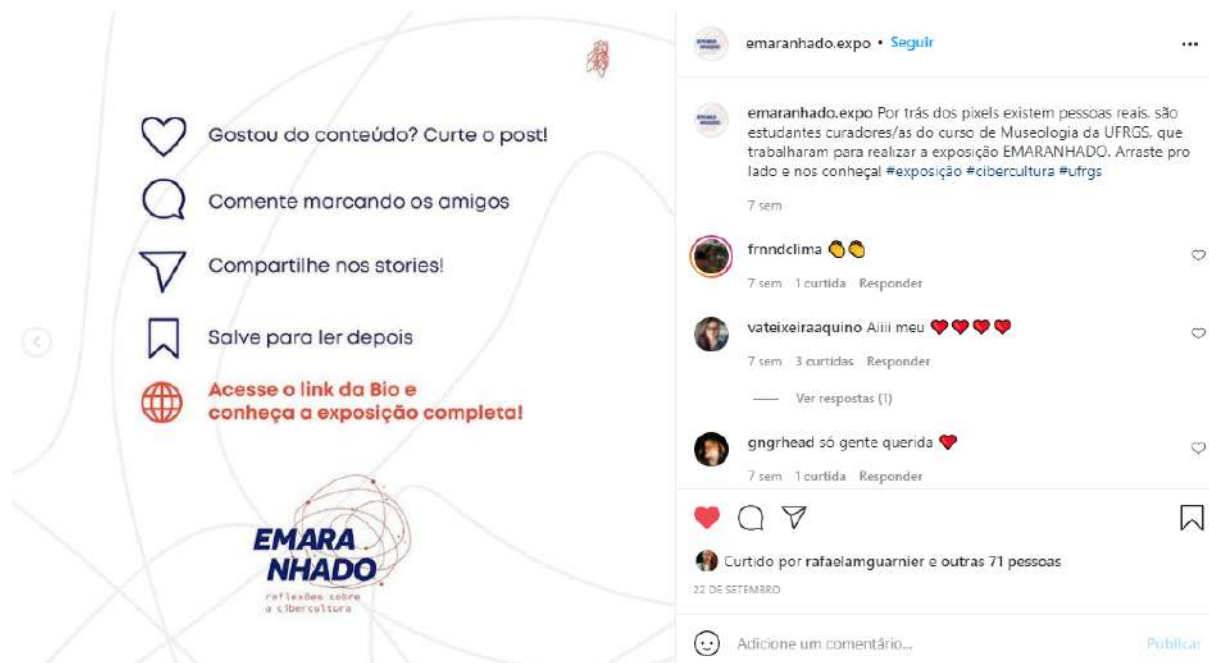 Gostou do conteúdo? Curte o post!
Comente marcando os amigos
Compartilhe nos stories!
Salve para ler depois
Acesse o link da Bio e
conheça a exposição completa!
EMARA
NHADO
reflexões sobre
a cibercultura
emaranhado.expo • Seguir
emaranhado.expo Por trás dos pixels existem pessoas reais, são
estudantes curadores/as do curso de Museologia da UFRGS, que
trabalharam para realizar a exposição EMARANHADO. Arraste pro
lado e nos conheça! #exposição #cibercultura #ufrgs
7 sem
frnndclima 👏👏
7 sem 1 curtida Responder
vateixeiraaquino Aiiii meu ❤❤❤❤
7 sem 3 curtidas Responder
Ver respostas (1)
gngrhead só gente querida ❤
7 sem 1 curtida Responder
Curtido por rafaelamguarnier e outras 71 pessoas
22 DE SETEMBRO
Adicione um comentário... Publicar